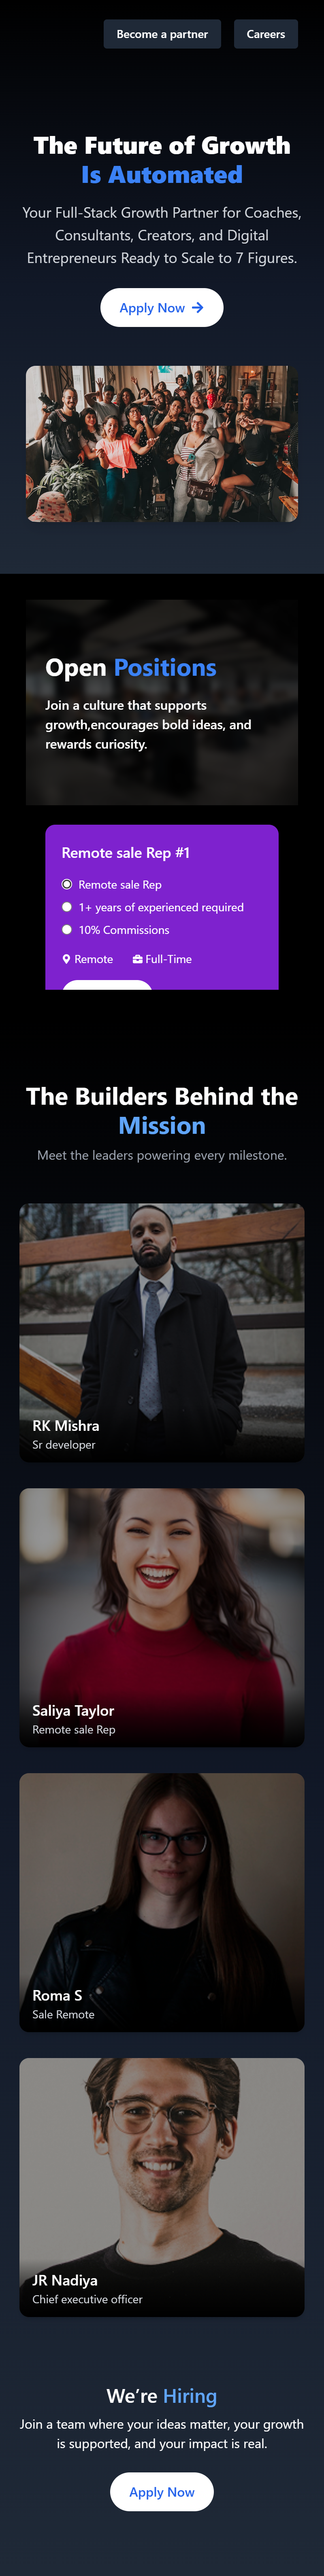 Become a partner
Careers
The Future of Growth
Is Automated
Your Full-Stack Growth Partner for Coaches,
Consultants, Creators, and Digital
Entrepreneurs Ready to Scale to 7 Figures.
Apply Now
Open Positions
Join a culture that supports
growth,encourages bold ideas, and
rewards curiosity.
Remote sale Rep #1
Remote sale Rep
1+ years of experienced required
10% Commissions
Remote
Full-Time
The Builders Behind the
Mission
Meet the leaders powering every milestone.
RK Mishra
Sr developer
Saliya Taylor
Remote sale Rep
Roma S
Sale Remote
JR Nadiya
Chief executive officer
We’re Hiring
Join a team where your ideas matter, your growth
is supported, and your impact is real.
Apply Now